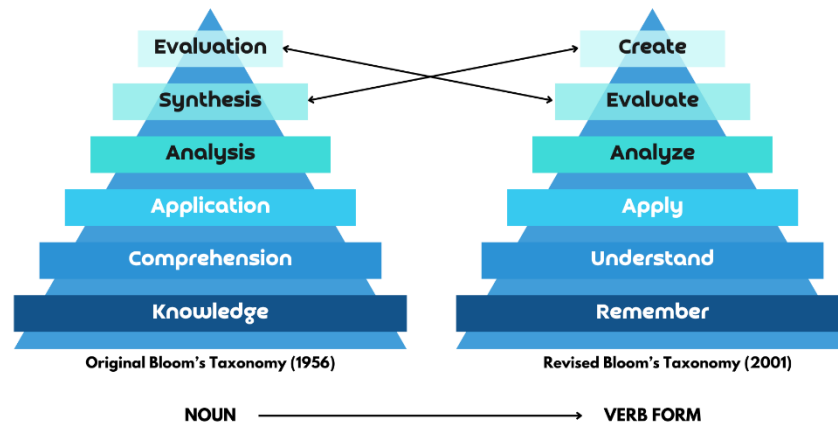 Evaluation
Synthesis
Analysis
Application
Comprehension
Knowledge
Original Bloom's Taxonomy (1956)
Create
Evaluate
Analyze
Apply
Understand
Remember
Revised Bloom's Taxonomy (2001)
NOUN
VERB FORM